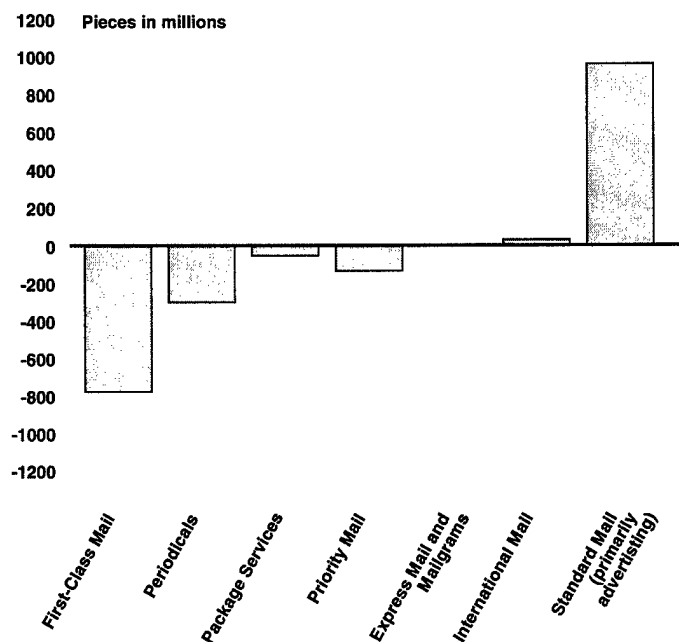 Pieces in millions
1200
1000
800
600
400
200
0
-200
-400
-600
-800
-1000
-1200
First-Class Mail
Periodicals
Package Services
Priority Mail
Express Mail and
Mailgrams
International Mail
Standard Mail
(primarily
advertisting)